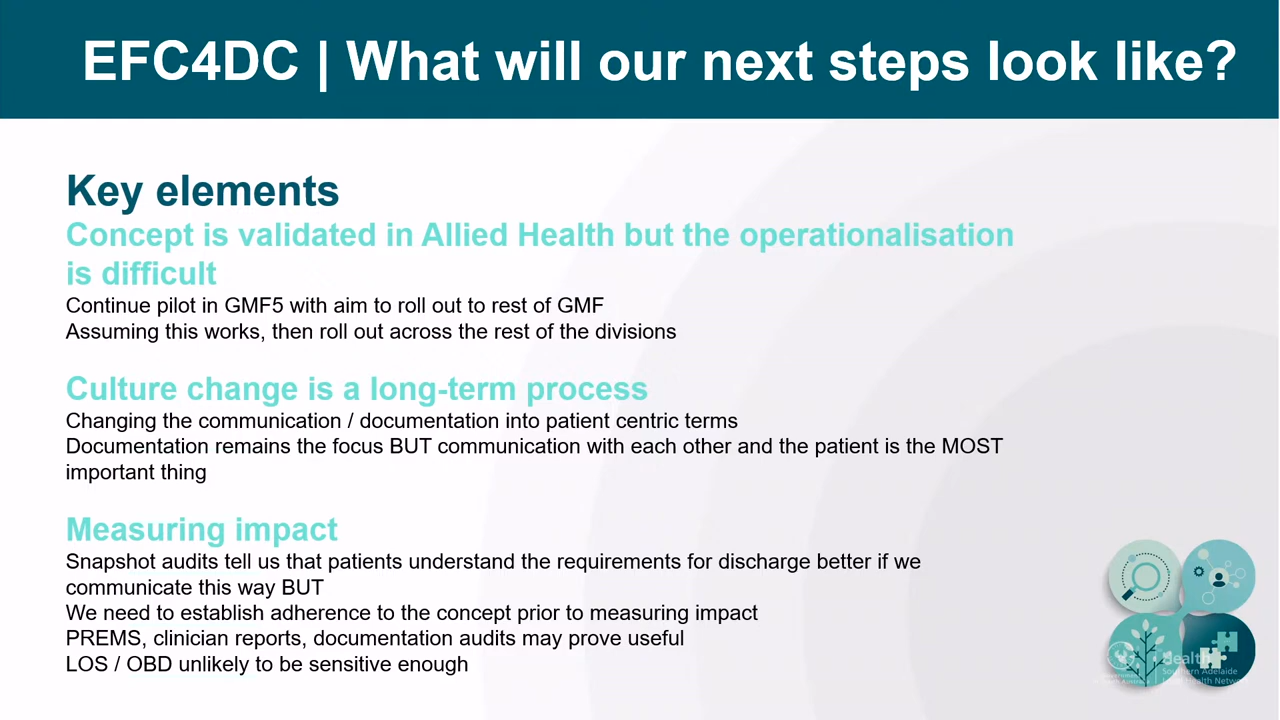 EFC4DC | What will our next steps look like?
Key elements
Concept is validated in Allied Health but the operationalisation
is difficult
Continue pilot in GMF5 with aim to roll out to rest of GMF
Assuming this works, then roll out across the rest of the divisions
Culture change is a long-term process
Changing the communication / documentation into patient centric terms
Documentation remains the focus BUT communication with each other and the patient is the MOST
important thing
Measuring impact
Snapshot audits tell us that patients understand the requirements for discharge better if we
communicate this way BUT
We need to establish adherence to the concept prior to measuring impact
PREMS, clinician reports, documentation audits may prove useful
LOS / OBD unlikely to be sensitive enough
Health
Southern Adelaide
Health Network